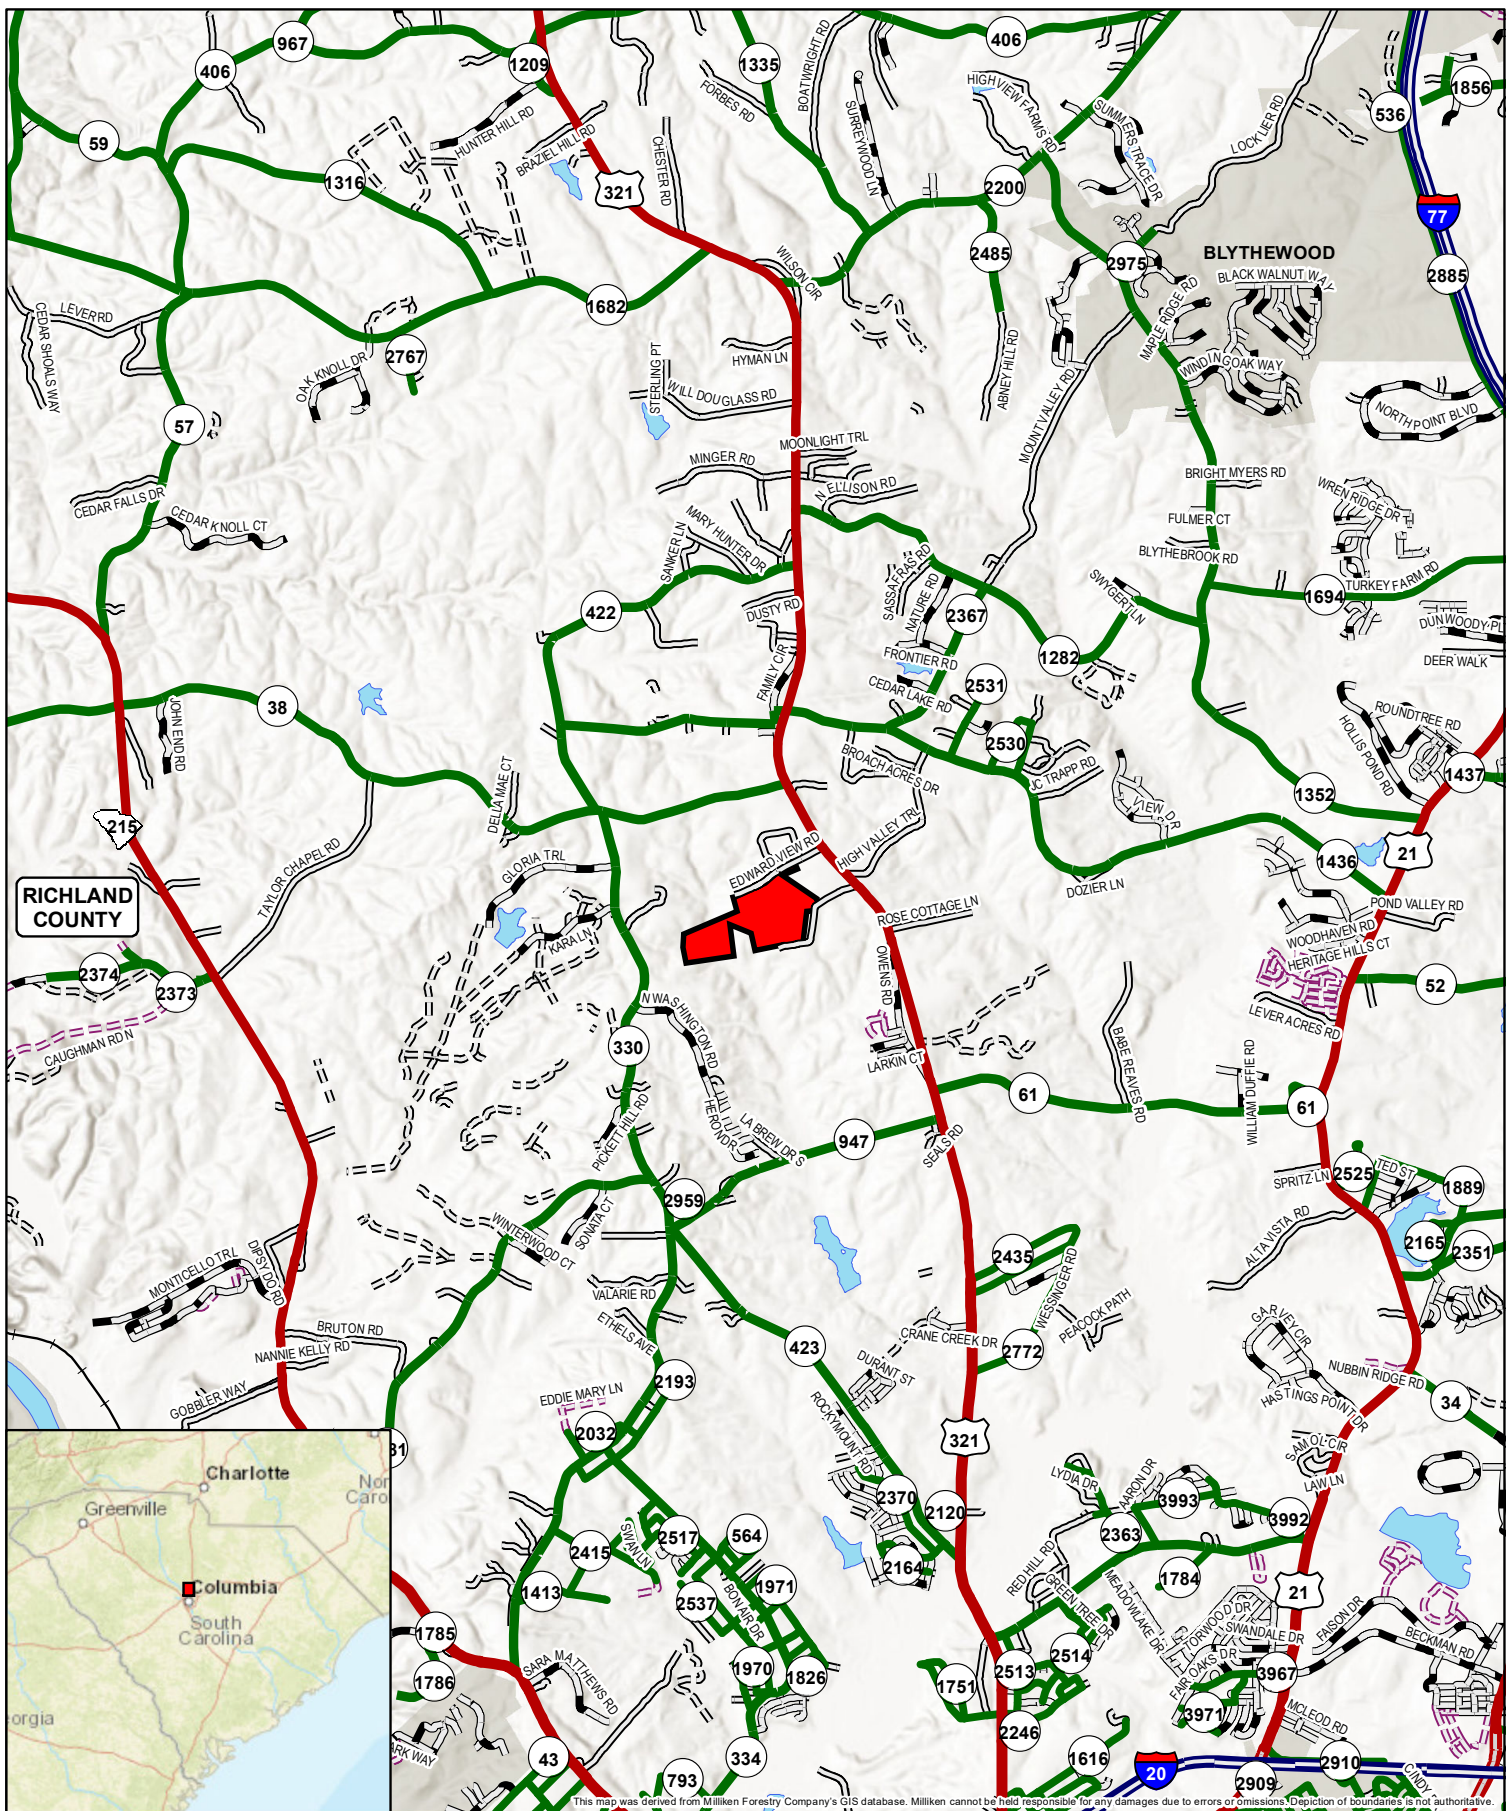 967
406
1209
1335
406
1856
536
BOATWRIGHT RD
FORBES RD
HIGH VIEW FARMS RD
SUMMERS TRACE DR
LOCKLIER RD
SURREYWOOD LN
59
HUNTER HILL RD
BRAZIEL HILL RD
CHESTER RD
1316
321
2200
77
2485
2975
BLYTHEWOOD
2885
WILSON CIR
BLACK WALNUT WAY
MAPLE RIDGE RD
1682
LEVER RD
CEDAR SHOALS WAY
2767
OAK KNOLL DR
HYMAN LN
STERLING PT
WILL DOUGLASS RD
ABNEY HILL RD
WINDING OAK WAY
MOUNT VALLEY RD
NORTH POINT BLVD
57
MOONLIGHT TRL
MINGER RD
N ELLISON RD
BRIGHT MYERS RD
CEDAR FALLS DR
CEDAR KNOLL CT
WREN RIDGE DR
FULMER CT
MARY HUNTER DR
SANKER LN
BLYTHEBROOK RD
SASSAFRAS RD
NATURE RD
SWYGERT LN
TURKEY FARM RD
1694
422
DUSTY RD
2367
DUNWOODY PL
FRONTIER RD
1282
DEER WALK
FAMILY CIR
CEDAR LAKE RD
2531
38
JOHN END RD
ROUNDTREE RD
HOLLIS POND RD
2530
BROACH ACRES DR
JC TRAPP RD
1437
DELLA MAE CT
VIEW DR
1352
215
HIGH VALLEY TRL
EDWARD VIEW RD
1436
21
GLORIA TRL
TAYLOR CHAPEL RD
DOZIER LN
RICHLAND
COUNTY
ROSE COTTAGE LN
POND VALLEY RD
WOODHAVEN RD
HERITAGE HILLS CT
KARA LN
OWENS RD
2374
2373
52
N WASHINGTON RD
LEVER ACRES RD
CAUGHMAN RD N
330
LARKIN CT
BABE REAVES RD
WILLIAM DUFFIE RD
61
61
PICKETT HILL RD
HERON DR
LA BREW DR S
947
SEALS RD
2525
TED ST
SPRITZ LN
1889
2959
SONATA CT
WINTERWOOD CT
ALTA VISTA RD
2165
2351
MONTICELLO TRL
DIPSY DO RD
2435
WESSINGER RD
VALARIE RD
PEACOCK PATH
ETHELS AVE
BRUTON RD
NANNIE KELLY RD
CRANE CREEK DR
423
2772
GARVEY CIR
DURANT ST
NUBBIN RIDGE RD
GOBBLER WAY
2193
EDDIE MARY LN
HASTINGS POINT DR
34
ROCKYMOUNT RD
2032
321
SAMOL CIR
31
Charlotte
Greenville
Nor
Caro
LYDIA DR
AARON DR
LAW LN
3993
2370
2120
3992
2363
2517
564
SWAN LN
2415
RED HILL RD
2164
1784
Columbia
South
Carolina
1413
1971
2537
BON AIR DR
GREEN TREE DR
MEADOWLAKE DR
21
TORWOOD DR
FAISON DR
SWANDALE DR
BECKMAN RD
1785
2514
1786
SARA MATTHEWS RD
1970
1826
2513
1751
FAIR OAKS DR
3967
3971
MCLEOD RD
2246
eorgia
ARK WAY
43
334
1616
20
2910
CINDY
793
2909
This map was derived from Milliken Forestry Company's GIS database. Milliken cannot be held responsible for any damages due to errors or omissions. Depiction of boundaries is not authoritative.